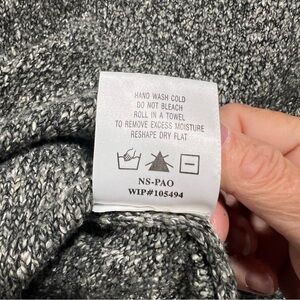 HAND WASH COLD
DO NOT BLEACH
ROLL IN A TOWEL
TO REMOVE EXCESS MOISTURE
RESHAPE DRY FLAT
NS-PAO
WIP#105494